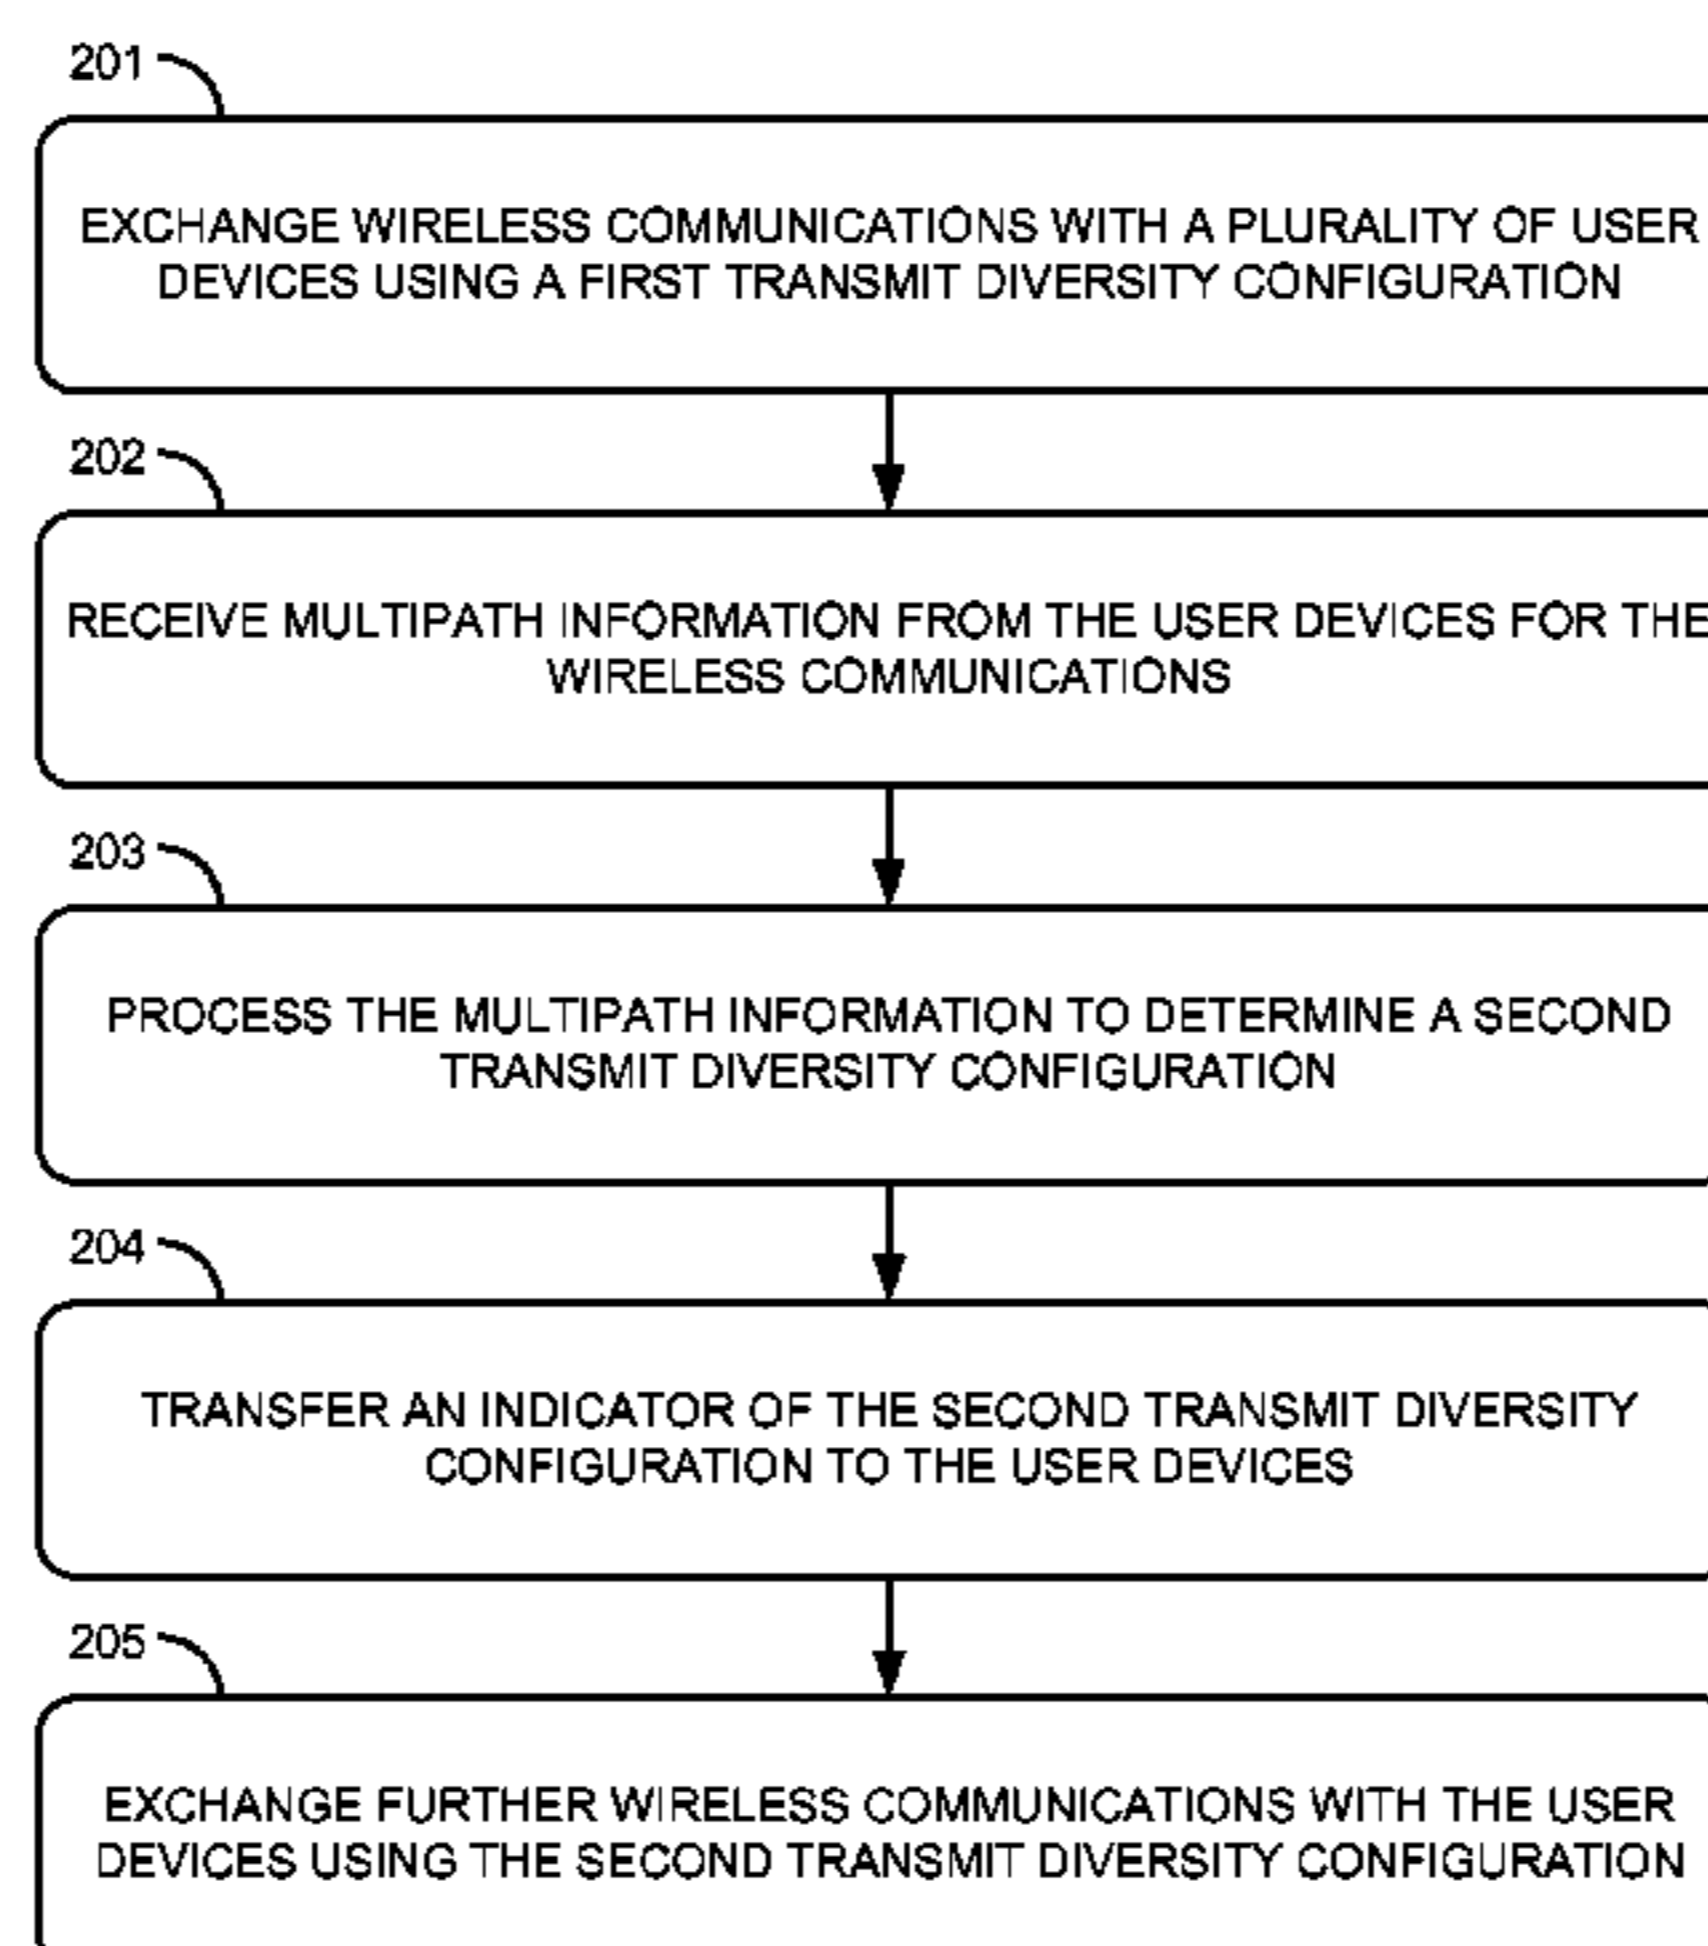 201
EXCHANGE WIRELESS COMMUNICATIONS WITH A PLURALITY OF USER
DEVICES USING A FIRST TRANSMIT DIVERSITY CONFIGURATION
202
RECEIVE MULTIPATH INFORMATION FROM THE USER DEVICES FOR THE
WIRELESS COMMUNICATIONS
203
PROCESS THE MULTIPATH INFORMATION TO DETERMINE A SECOND
TRANSMIT DIVERSITY CONFIGURATION
204
TRANSFER AN INDICATOR OF THE SECOND TRANSMIT DIVERSITY
CONFIGURATION TO THE USER DEVICES
205
EXCHANGE FURTHER WIRELESS COMMUNICATIONS WITH THE USER
DEVICES USING THE SECOND TRANSMIT DIVERSITY CONFIGURATION